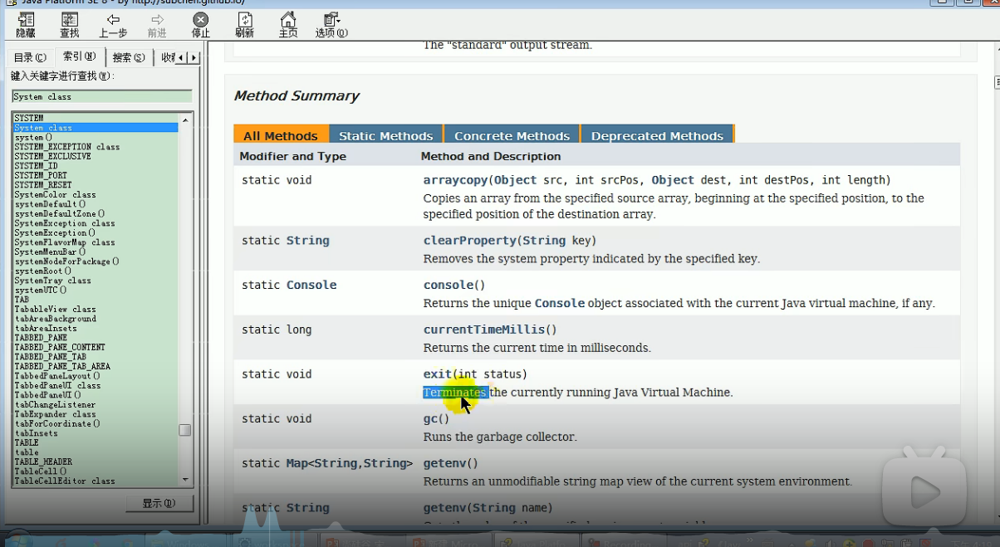 Java Platform SE 8 - by http://subchen.github.io/
隐藏 查找 上一步 前进 停止 刷新 主页 选项(O)
目录(C) 索引(N) 搜索(S)
键入关键字进行查找(W):
System class
SYSTEM
System class
system()
SYSTEM_EXCEPTION class
SYSTEM_EXCLUSIVE
SYSTEM_ID
SYSTEM_PORT
SYSTEM_RESET
SystemColor class
systemDefault()
systemDefaultZone()
SystemException class
SystemException()
SystemFlavorMap class
SystemMenuBar()
systemNodeForPackage()
systemRoot()
SystemTray class
systemUTC()
TAB
TabableView class
tabAreaBackground
tabAreaInsets
TABBED_PANE
TABBED_PANE_CONTENT
TABBED_PANE_TAB
TABBED_PANE_TAB_AREA
TabbedPaneLayout()
TabbedPaneUI class
TabbedPaneUI()
tabChangeListener
TabExpander class
tabForCoordinate()
tabInsets
TABLE
table
TABLE_HEADER
TableCell()
TableCellEditor class
显示(D)
The "standard" output stream.
Method Summary
All Methods Static Methods Concrete Methods Deprecated Methods
Modifier and Type Method and Description
static void arraycopy(Object src, int srcPos, Object dest, int destPos, int length)
Copies an array from the specified source array, beginning at the specified position, to the
specified position of the destination array.
static String clearProperty(String key)
Removes the system property indicated by the specified key.
static Console console()
Returns the unique Console object associated with the current Java virtual machine, if any.
static long currentTimeMillis()
Returns the current time in milliseconds.
static void exit(int status)
Terminates the currently running Java Virtual Machine.
static void gc()
Runs the garbage collector.
static Map<String,String> getenv()
Returns an unmodifiable string map view of the current system environment.
static String getenv(String name)